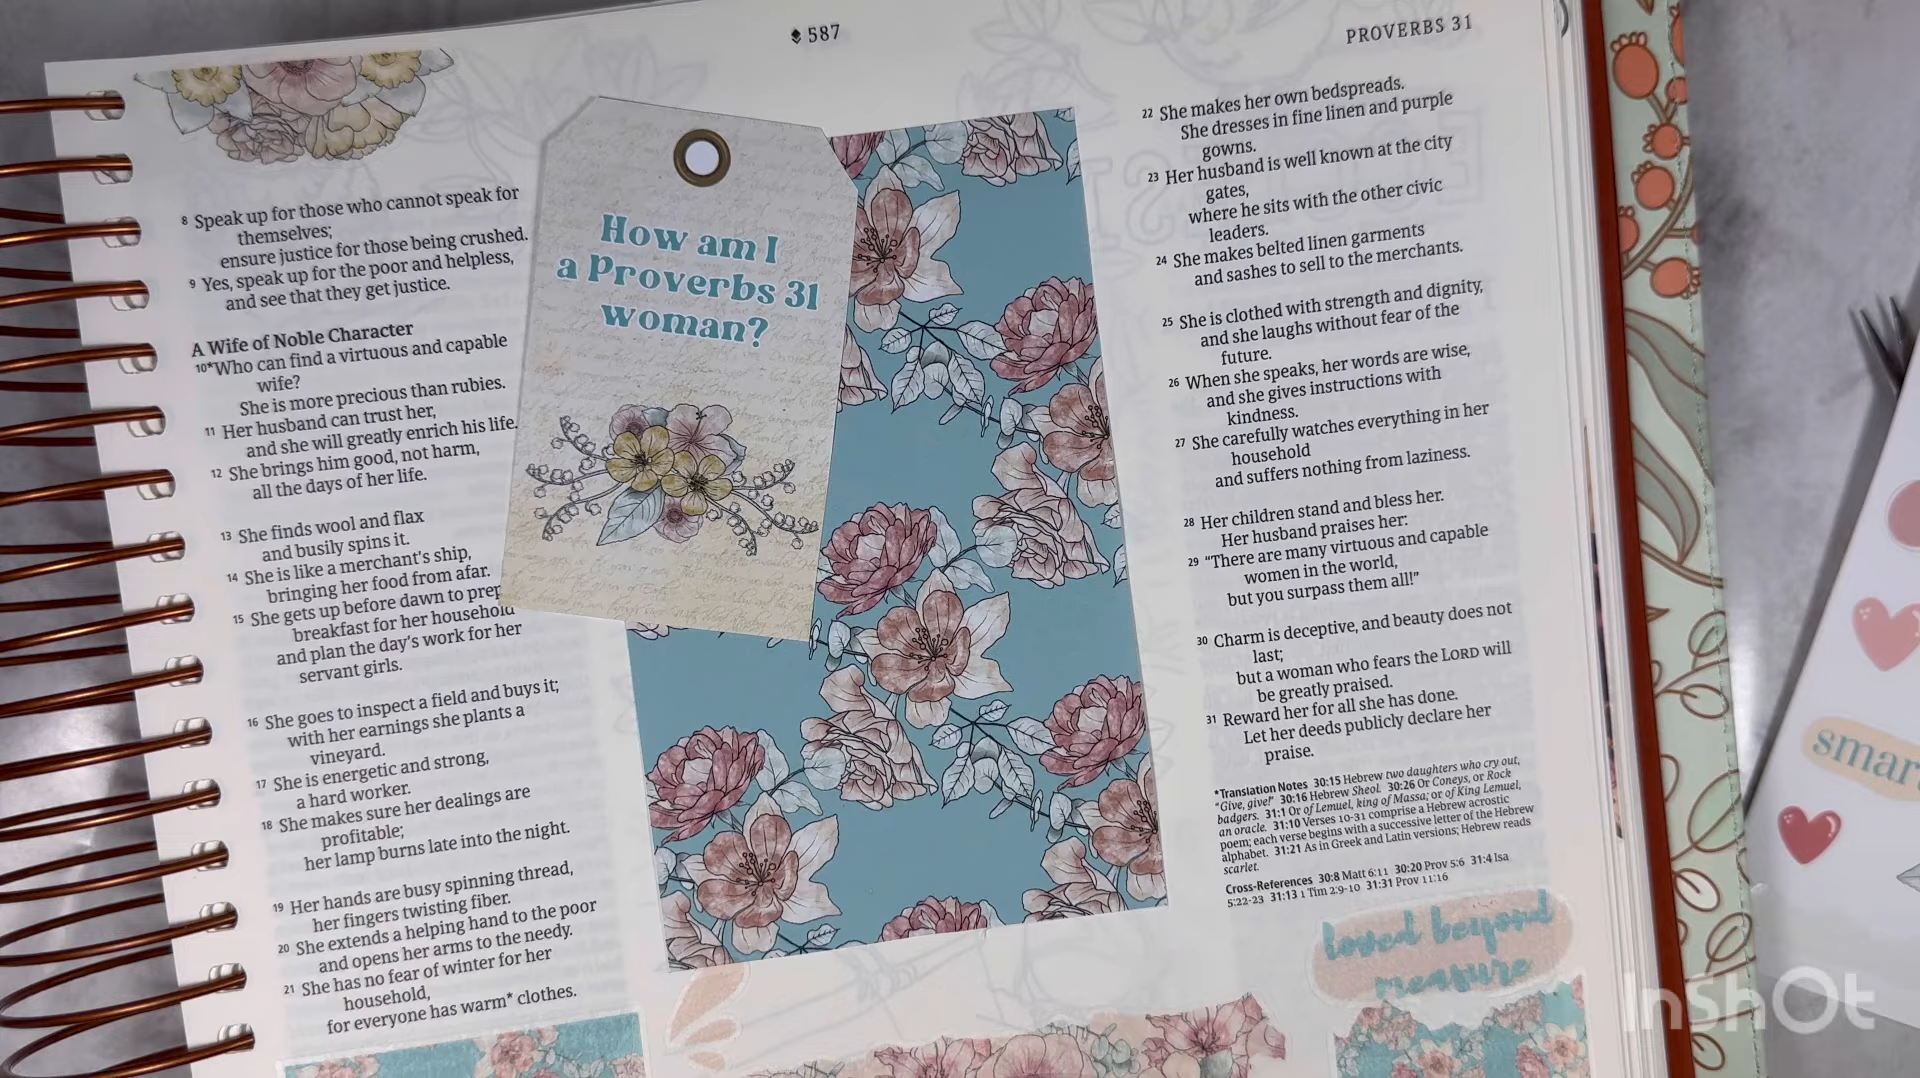 587
PROVERBS 31
8 Speak up for those who cannot speak for
themselves;
ensure justice for those being crushed.
9 Yes, speak up for the poor and helpless,
and see that they get justice.
A Wife of Noble Character
10*Who can find a virtuous and capable
wife?
She is more precious than rubies.
11 Her husband can trust her,
and she will greatly enrich his life.
12 She brings him good, not harm,
all the days of her life.
13 She finds wool and flax
and busily spins it.
14 She is like a merchant's ship,
bringing her food from afar.
15 She gets up before dawn to prep
breakfast for her household
and plan the day's work for her
servant girls.
16 She goes to inspect a field and buys it;
with her earnings she plants a
vineyard.
17 She is energetic and strong,
a hard worker.
18 She makes sure her dealings are
profitable;
her lamp burns late into the night.
19 Her hands are busy spinning thread,
her fingers twisting fiber.
20 She extends a helping hand to the poor
and opens her arms to the needy.
21 She has no fear of winter for her
household,
for everyone has warm* clothes.
How am I
a Proverbs 31
woman?
22 She makes her own bedspreads.
She dresses in fine linen and purple
gowns.
23 Her husband is well known at the city
gates,
where he sits with the other civic
leaders.
24 She makes belted linen garments
and sashes to sell to the merchants.
25 She is clothed with strength and dignity,
and she laughs without fear of the
future.
26 When she speaks, her words are wise,
and she gives instructions with
kindness.
27 She carefully watches everything in her
household
and suffers nothing from laziness.
28 Her children stand and bless her.
Her husband praises her:
29 “There are many virtuous and capable
women in the world,
but you surpass them all!”
30 Charm is deceptive, and beauty does not
last;
but a woman who fears the LORD will
be greatly praised.
31 Reward her for all she has done.
Let her deeds publicly declare her
praise.
*Translation Notes 30:15 Hebrew two daughters who cry out,
“Give, give!” 30:16 Hebrew Sheol. 30:26 Or Coneys, or Rock
badgers. 31:1 Or of Lemuel, king of Massa; or of King Lemuel,
an oracle. 31:10 Verses 10-31 comprise a Hebrew acrostic
poem; each verse begins with a successive letter of the Hebrew
alphabet. 31:21 As in Greek and Latin versions; Hebrew reads
scarlet.
Cross-References 30:8 Matt 6:11 30:20 Prov 5:6 31:4 Isa
5:22-23 31:13 1 Tim 2:9-10 31:31 Prov 11:16
loved beyond
measure
smar
InShOt